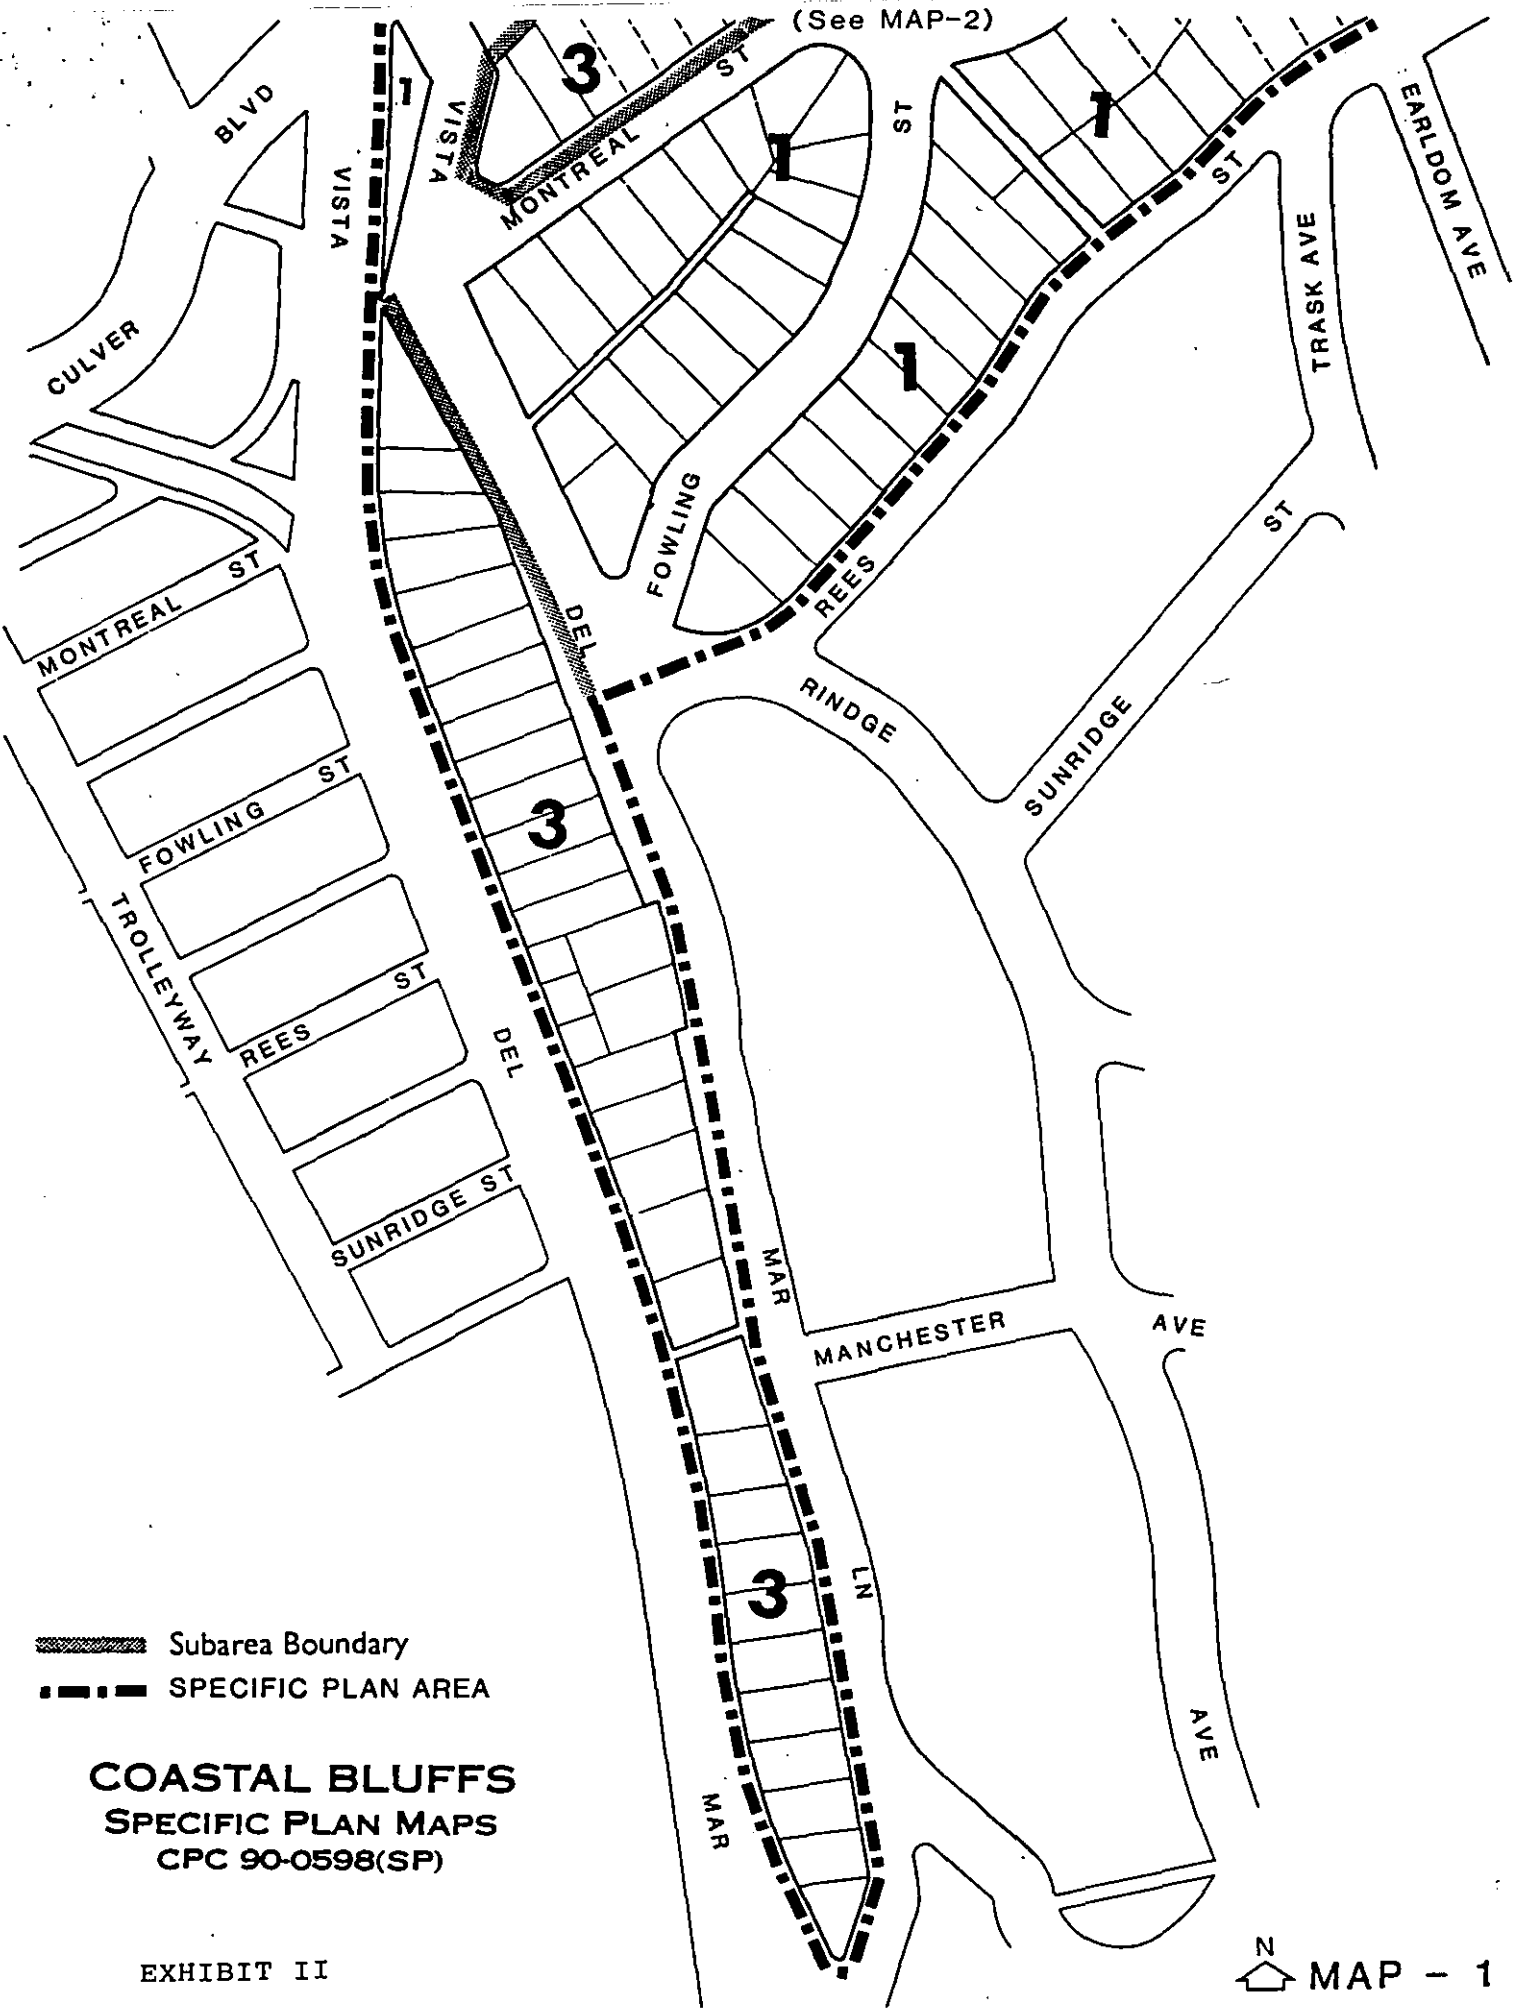 (See MAP-2)
3
1
ST
VISTA
BLVD
ST
1
1
EARLDOM AVE
MONTREAL
VISTA
ST
TRASK AVE
CULVER
1
FOWLING
ST
REES
ST
MONTREAL
DEL
RINDGE
SUNRIDGE
ST
FOWLING
3
TROLLEYWAY
ST
REES
DEL
SUNRIDGE ST
MAR
MANCHESTER
AVE
LN
3
Subarea Boundary
SPECIFIC PLAN AREA
AVE
COASTAL BLUFFS
SPECIFIC PLAN MAPS
CPC 90-0598(SP)
MAR
EXHIBIT II
N
MAP - 1